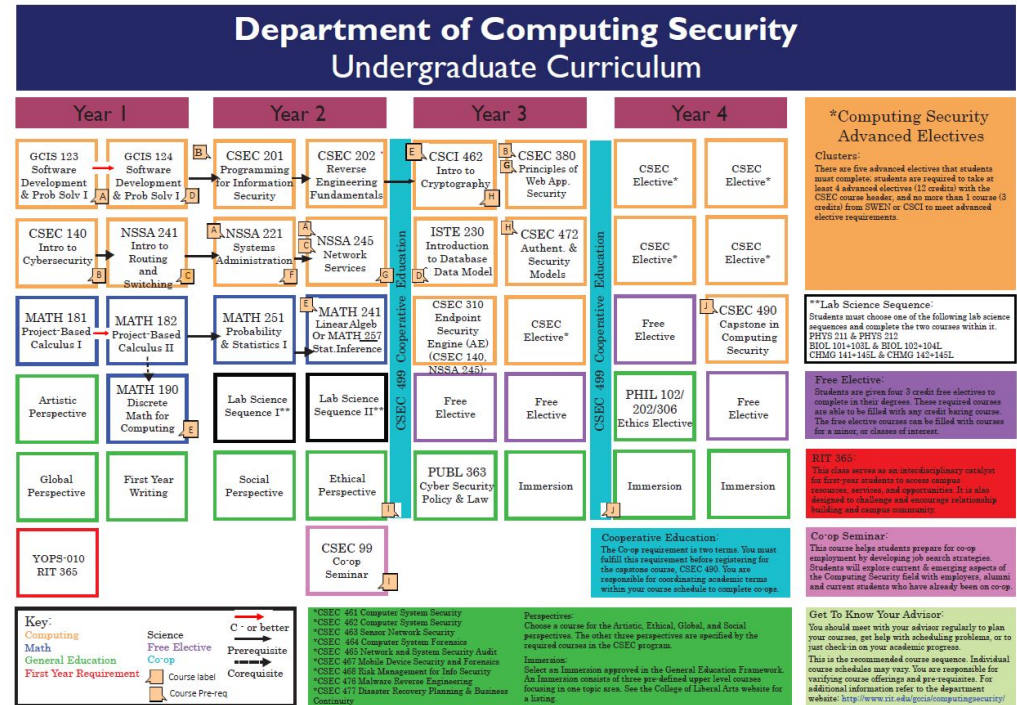 Department of Computing Security
Undergraduate Curriculum
Year 1
Year 2
Year 3
Year 4
GCIS 123
Software
Development
& Prob Solv I
A
GCIS 124
Software
Development
& Prob Solv I
D
B
CSEC 201
Programming
for Information
Security
CSEC 202
Reverse
Engineering
Fundamentals
E
CSCI 462
Intro to
Cryptography
H
B
G
CSEC 380
Principles of
Web App.
Security
CSEC
Elective*
CSEC
Elective*
CSEC 140
Intro to
Cybersecurity
B
NSSA 241
Intro to
Routing
and
Switching
C
A
NSSA 221
Systems
Administration
F
A
C
NSSA 245
Network
Services
G
ISTE 230
Introduction
to Database
& Data Model
D
H
CSEC 472
Authent. &
Security
Models
CSEC
Elective*
CSEC
Elective*
MATH 181
Project-Based
Calculus I
MATH 182
Project-Based
Calculus II
MATH 251
Probability
& Statistics I
E
MATH 241
Linear Algeb
Or MATH 257
Stat.Inference
CSEC 310
Endpoint
Security
Engine (AE)
(CSEC 140,
NSSA 245)-
CSEC
Elective*
Free
Elective
J
CSEC 490
Capstone in
Computing
Security
Artistic
Perspective
MATH 190
Discrete
Math for
Computing
E
Lab Science
Sequence I**
Lab Science
Sequence II**
Free
Elective
Free
Elective
PHIL 102/
202/306
Ethics Elective
Free
Elective
Global
Perspective
First Year
Writing
Social
Perspective
Ethical
Perspective
I
PUBL 363
Cyber Security
Policy & Law
Immersion
J
Immersion
Immersion
YOPS-010
RIT 365
CSEC 99
Co-op
Seminar
I
CSEC 499 Cooperative Education
CSEC 499 Cooperative Education
Cooperative Education:
The Co-op requirement is two terms. You must
fulfill this requirement before registering for
the capstone course, CSEC 490. You are
responsible for coordinating academic terms
within your course schedule to complete co-ops.
*Computing Security
Advanced Electives
Clusters:
There are five advanced electives that students
must complete; students are required to take at
least 4 advanced electives (12 credits) with the
CSEC course header, and no more than 1 course (3
credits) from SWEN or CSCI to meet advanced
elective requirements.
**Lab Science Sequence:
Students must choose one of the following lab science
sequences and complete the two courses within it.
PHYS 211 & PHYS 212
BIOL 101+103L & BIOL 102+104L
CHMG 141+145L & CHMG 142+145L
Free Elective:
Students are given four 3 credit free electives to
complete in their degrees. These required courses
are able to be filled with any credit baring course.
The free elective courses can be filled with courses
for a minor, or classes of interest.
RIT 365:
This class serves as an interdisciplinary catalyst
for first-year students to access campus
resources, services, and opportunities. It is also
designed to challenge and encourage relationship
building and campus community.
Co-op Seminar:
This course helps students prepare for co-op
employment by developing job search strategies.
Students will explore current & emerging aspects of
the Computing Security field with employers, alumni
and current students who have already been on co-op.
Key:
Computing
Math
General Education
First Year Requirement
Science
Free Elective
Co-op
Course label
Course Pre-req
C - or better
Prerequisite
Corequisite
*CSEC 461 Computer System Security
*CSEC 462 Computer System Security
*CSEC 463 Sensor Network Security
*CSEC 464 Computer System Forensics
*CSEC 465 Network and System Security Audit
*CSEC 467 Mobile Device Security and Forensics
*CSEC 468 Risk Management for Info Security
*CSEC 476 Malware Reverse Engineering
*CSEC 477 Disaster Recovery Planning & Business
Continuity
Perspectives:
Choose a course for the Artistic, Ethical, Global, and Social
perspectives. The other three perspectives are specified by the
required courses in the CSEC program.
Immersion:
Select an Immersion approved in the General Education Framework.
An Immersion consists of three pre-defined upper level courses
focusing in one topic area. See the College of Liberal Arts website for
a listing.
Get To Know Your Advisor:
You should meet with your advisor regularly to plan
your courses, get help with scheduling problems, or to
just check-in on your academic progress.
This is the recommended course sequence. Individual
course schedules may vary. You are responsible for
varifying course offerings and pre-requisites. For
additional information refer to the department
website: http://www.rit.edu/gccis/computingsecurity/